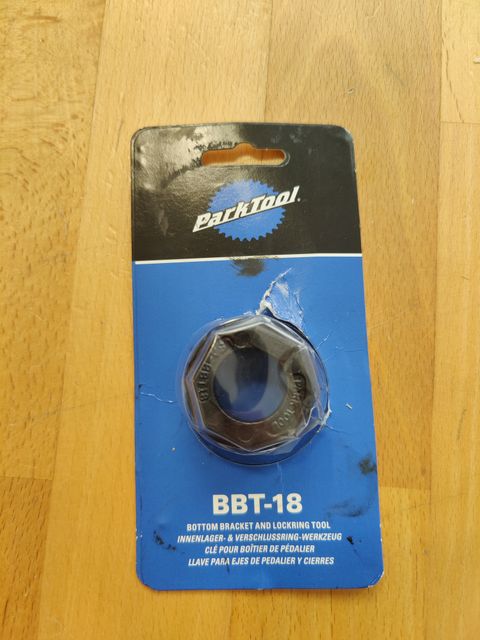 ParkTool®
BBT-18
BOTTOM BRACKET AND LOCKRING TOOL
INNENLAGER- & VERSCHLUSSRING-WERKZEUG
CLÉ POUR BOÎTIER DE PÉDALIER
LLAVE PARA EJES DE PEDALIER Y CIERRES